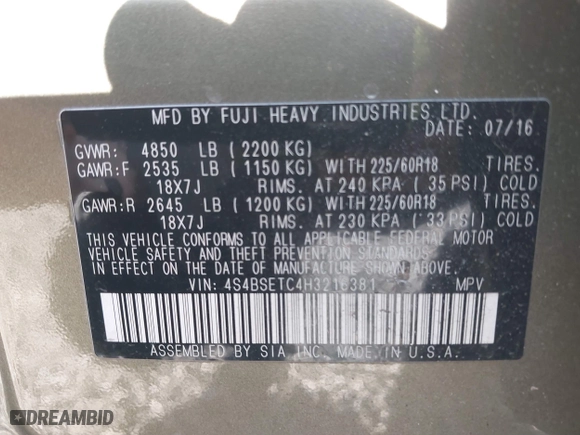 MFD BY FUJI HEAVY INDUSTRIES LTD.
DATE: 07/16
GVWR: 4850 LB (2200 KG)
GAWR:F 2535 LB (1150 KG) WITH 225/60R18 TIRES.
18X7J RIMS. AT 240 KPA (35 PSI) COLD
GAWR:R 2645 LB (1200 KG) WITH 225/60R18 TIRES.
18X7J RIMS. AT 230 KPA (33 PSI) COLD
THIS VEHICLE CONFORMS TO ALL APPLICABLE FEDERAL MOTOR
VEHICLE SAFETY AND THEFT PREVENTION STANDARDS
IN EFFECT ON THE DATE OF MANUFACTURE SHOWN ABOVE.
VIN: 4S4BSETC4H3216381 MPV
ASSEMBLED BY SIA INC. MADE IN U.S.A.
DREAMBID